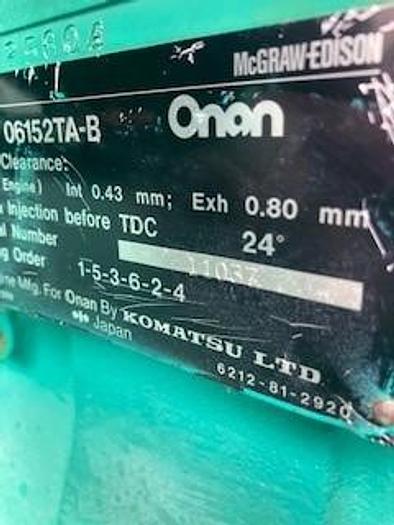 McGRAW-EDISON
06152TA-B Onan
Clearance:
Engine) Int 0.43 mm; Exh 0.80 mm
Injection before TDC 24°
Number 11037
Order 1-5-3-6-2-4
Mfg. For Onan By KOMATSU LTD
Japan 6212-81-2920